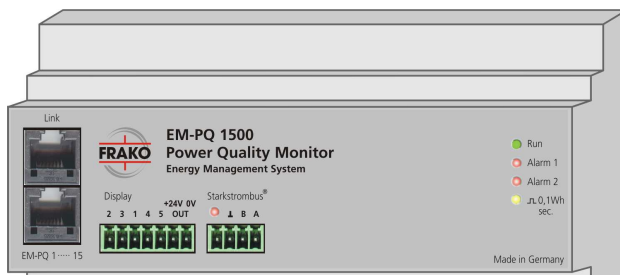 Link
FRAKO
EM-PQ 1500
Power Quality Monitor
Energy Management System
Run
Alarm 1
Alarm 2
0,1Wh
sec.
Display
+24V 0V
2 3 1 4 5 OUT
Starkstrombus®
⊥ B A
EM-PQ 1 ····· 15
Made in Germany